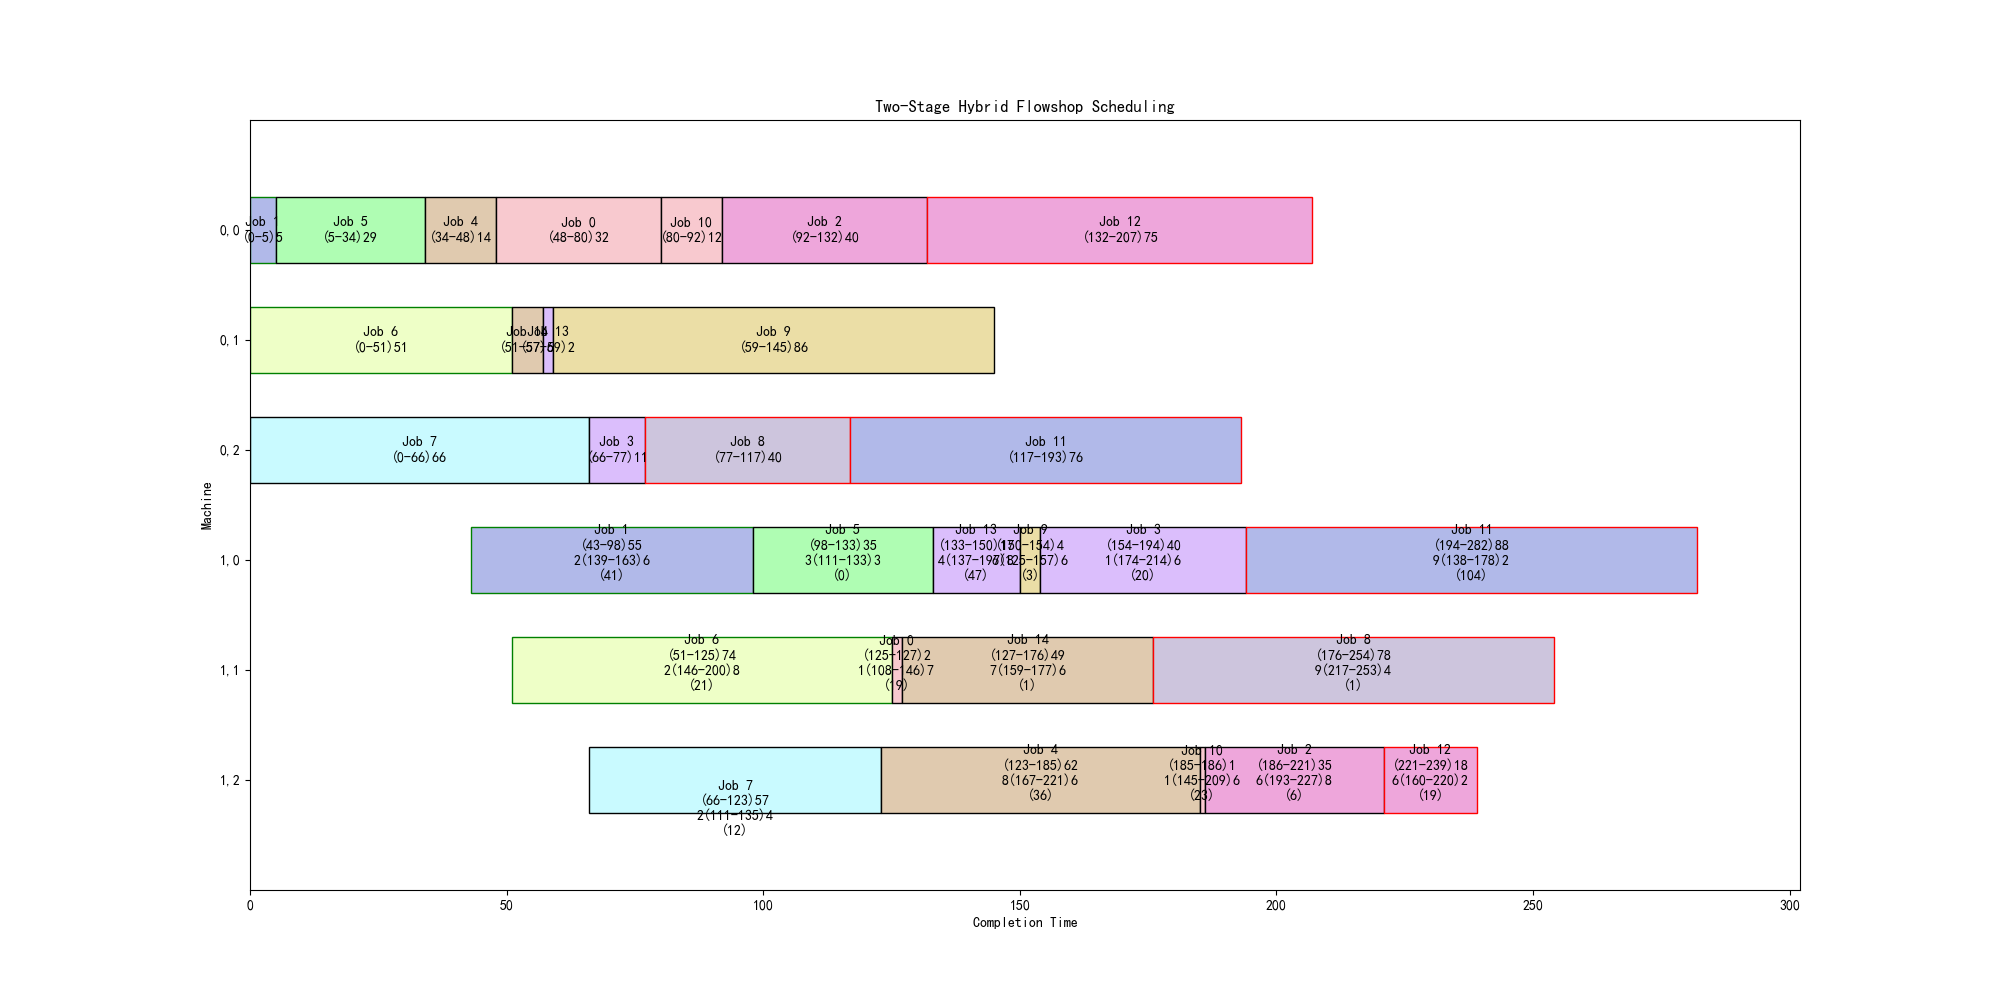 Two-Stage Hybrid Flowshop Scheduling
0,0
Job
(0-5)5
Job 5
(5-34)29
Job 4
(34-48)14
Job 0
(48-80)32
Job 10
(80-92)12
Job 2
(92-132)40
Job 12
(132-207)75
0,1
Job 6
(0-51)51
Job 14
Job 13
(57-59)2
Job 9
(59-145)86
0,2
Job 7
(0-66)66
Job 3
(66-77)11
Job 8
(77-117)40
Job 11
(117-193)76
Machine
1,0
Job 1
(43-98)55
2(139-163)6
(41)
Job 5
(98-133)35
3(111-133)3
(0)
Job 13
(133-150)17
(47)
Job 9
(150-154)4
6(125-157)6
(3)
Job 3
(154-194)40
1(174-214)6
(20)
Job 11
(194-282)88
9(138-178)2
(104)
1,1
Job 6
(51-125)74
2(146-200)8
(21)
Job 0
(125-127)2
1(108-146)7
(19)
Job 14
(127-176)49
7(159-177)6
(1)
Job 8
(176-254)78
9(217-253)4
(1)
1,2
Job 7
(66-123)57
2(111-135)4
(12)
Job 4
(123-185)62
8(167-221)6
(36)
Job 10
(185-186)1
1(145-209)6
(23)
Job 2
(186-221)35
6(193-227)8
(6)
Job 12
(221-239)18
6(160-220)2
(19)
0
50
100
150
200
250
300
Completion Time